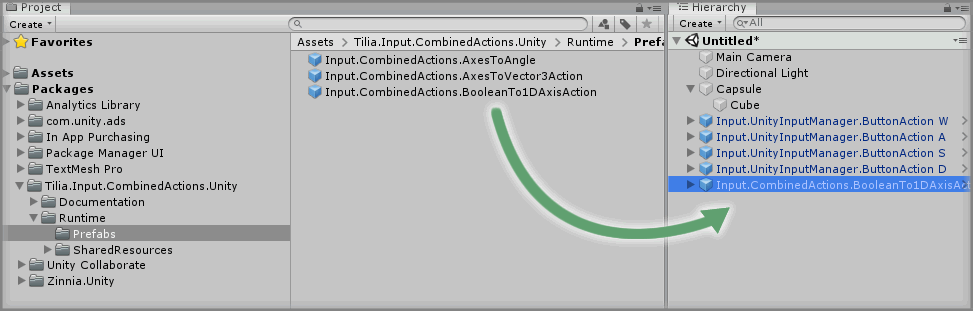 Project
Create
Favorites
Assets
Packages
Analytics Library
com.unity.ads
In App Purchasing
Package Manager UI
TextMesh Pro
Tilia.Input.CombinedActions.Unity
Documentation
Runtime
Prefabs
SharedResources
Unity Collaborate
Zinnia.Unity
Assets > Tilia.Input.CombinedActions.Unity > Runtime > Prefa
Input.CombinedActions.AxesToAngle
Input.CombinedActions.AxesToVector3Action
Input.CombinedActions.BooleanTo1DAxisAction
Hierarchy
Create
All
Untitled*
Main Camera
Directional Light
Capsule
Cube
Input.UnityInputManager.ButtonAction W
Input.UnityInputManager.ButtonAction A
Input.UnityInputManager.ButtonAction S
Input.UnityInputManager.ButtonAction D
Input.CombinedActions.BooleanTo1DAxisAct